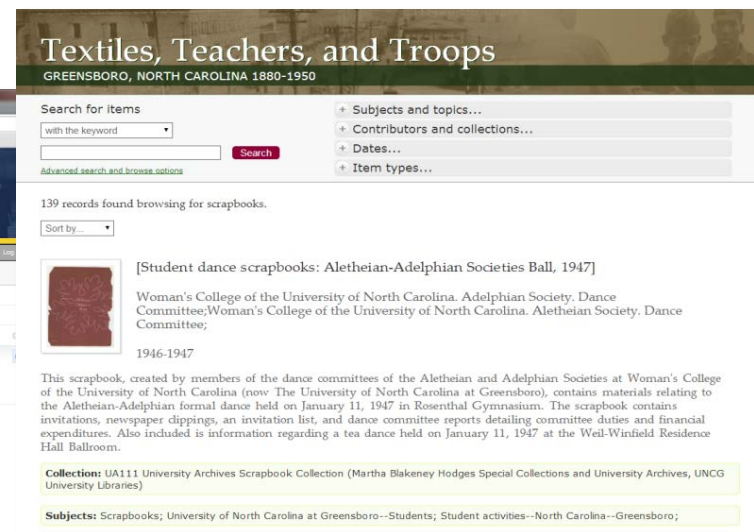 Textiles, Teachers, and Troops
GREENSBORO, NORTH CAROLINA 1880-1950
Search for items
with the keyword
Search
Advanced search and browse options
+ Subjects and topics...
+ Contributors and collections...
+ Dates...
+ Item types...
Log
139 records found browsing for scrapbooks.
Sort by...
[Student dance scrapbooks: Aletheian-Adelphian Societies Ball, 1947]
Woman's College of the University of North Carolina. Adelphian Society. Dance
Committee;Woman's College of the University of North Carolina. Aletheian Society. Dance
Committee;
1946-1947
This scrapbook, created by members of the dance committees of the Aletheian and Adelphian Societies at Woman's College
of the University of North Carolina (now The University of North Carolina at Greensboro), contains materials relating to
the Aletheian-Adelphian formal dance held on January 11, 1947 in Rosenthal Gymnasium. The scrapbook contains
invitations, newspaper clippings, an invitation list, and dance committee reports detailing committee duties and financial
expenditures. Also included is information regarding a tea dance held on January 11, 1947 at the Weil-Winfield Residence
Hall Ballroom.
Collection: UA111 University Archives Scrapbook Collection (Martha Blakeney Hodges Special Collections and University Archives, UNCG
University Libraries)
Subjects: Scrapbooks; University of North Carolina at Greensboro--Students; Student activities--North Carolina--Greensboro;